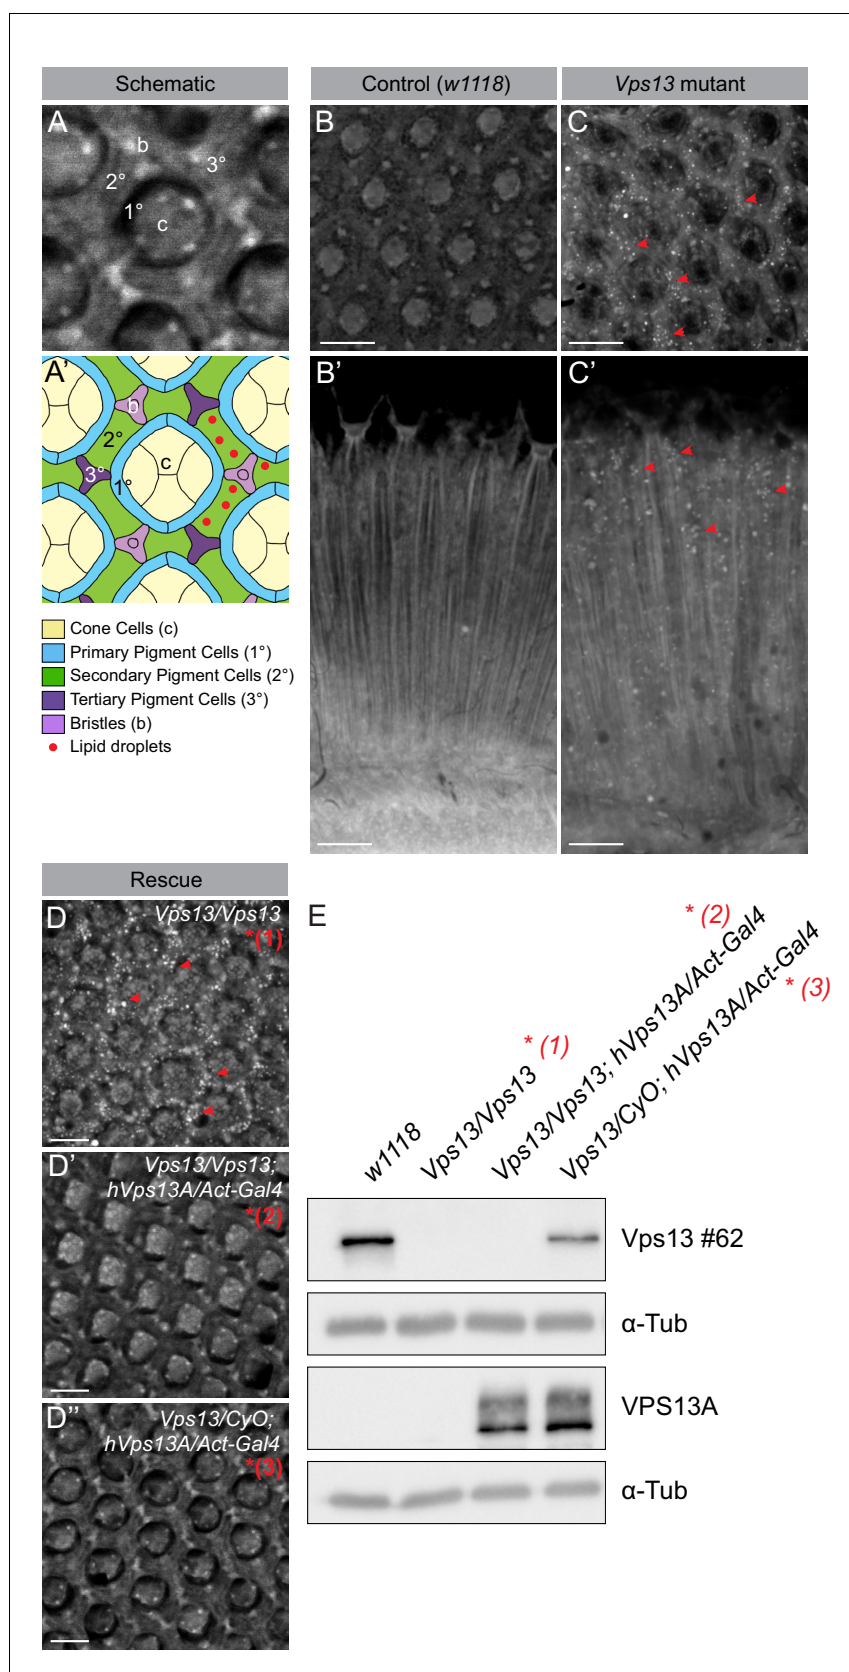 Schematic
Control (w1118)
Vps13 mutant
A
b
3°
2°
1°
c
B
C
A'
b
2°
c
3°
1°
B'
C'
Cone Cells (c)
Primary Pigment Cells (1°)
Secondary Pigment Cells (2°)
Tertiary Pigment Cells (3°)
Bristles (b)
Lipid droplets
Rescue
D
Vps13/Vps13
*(1)
D'
Vps13/Vps13;
hVps13A/Act-Gal4
*(2)
D''
Vps13/CyO;
hVps13A/Act-Gal4
*(3)
E
w1118
Vps13/Vps13 * (1)
Vps13/Vps13; hVps13A/Act-Gal4 * (2)
Vps13/CyO; hVps13A/Act-Gal4 * (3)
Vps13 #62
α-Tub
VPS13A
α-Tub